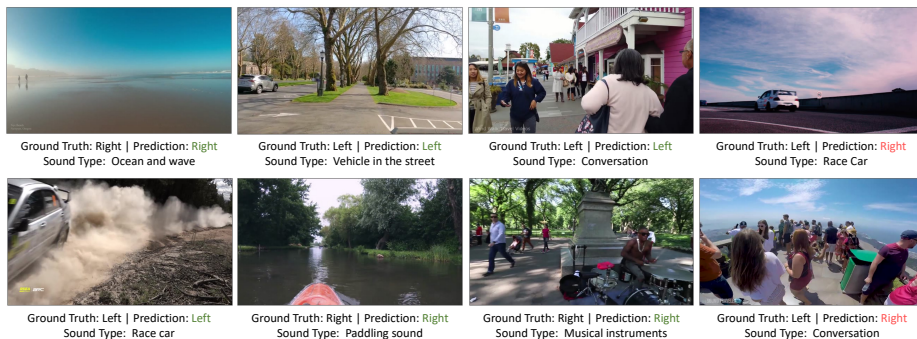 Ground Truth: Right | Prediction: Right
Sound Type: Ocean and wave
Ground Truth: Left | Prediction: Left
Sound Type: Vehicle in the street
Ground Truth: Left | Prediction: Left
Sound Type: Conversation
Ground Truth: Left | Prediction: Right
Sound Type: Race Car
Ground Truth: Left | Prediction: Left
Sound Type: Race car
Ground Truth: Right | Prediction: Right
Sound Type: Paddling sound
Ground Truth: Right | Prediction: Right
Sound Type: Musical instruments
Ground Truth: Left | Prediction: Right
Sound Type: Conversation